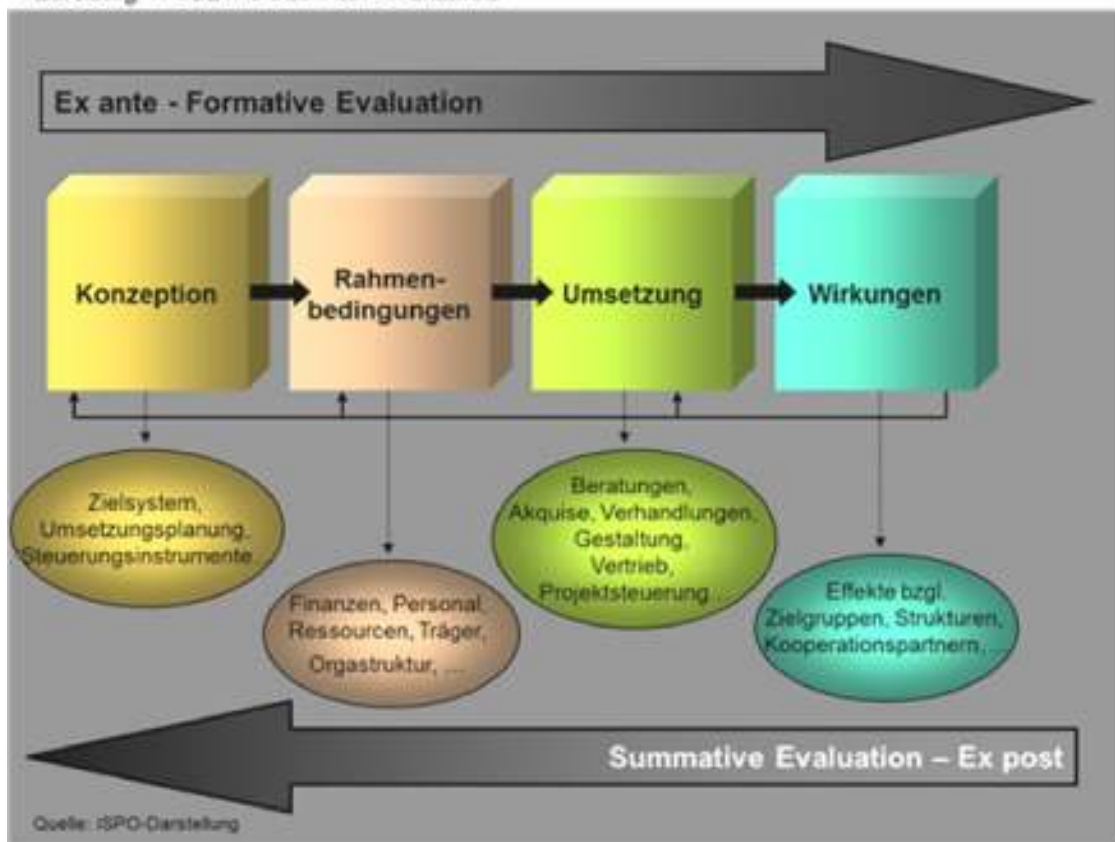 Ex ante - Formative Evaluation
Konzeption
Rahmen-
bedingungen
Umsetzung
Wirkungen
Zielsystem,
Umsetzungsplanung,
Steuerungsinstrumente
Finanzen, Personal,
Ressourcen, Träger,
Orgastruktur, ....
Beratungen,
Akquise, Verhandlungen,
Gestaltung,
Vertrieb,
Projektsteuerung
Effekte bzgl.
Zielgruppen, Strukturen,
Kooperationspartnern, ...
Summative Evaluation – Ex post
Quelle: ISPO-Darstellung